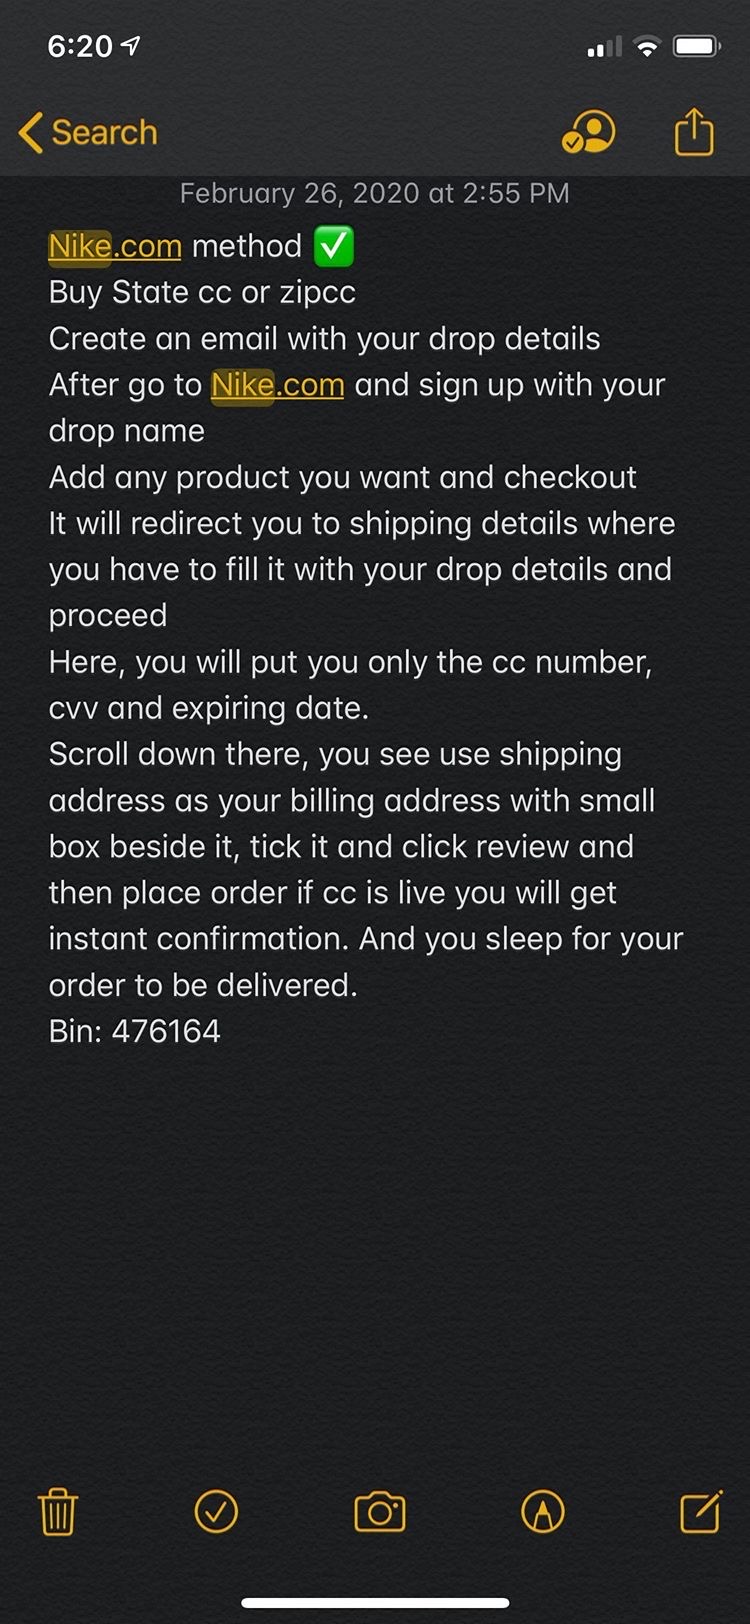 6:20
Search
February 26, 2020 at 2:55 PM
Nike.com method ✅
Buy State cc or zipcc
Create an email with your drop details
After go to Nike.com and sign up with your
drop name
Add any product you want and checkout
It will redirect you to shipping details where
you have to fill it with your drop details and
proceed
Here, you will put you only the cc number,
cvv and expiring date.
Scroll down there, you see use shipping
address as your billing address with small
box beside it, tick it and click review and
then place order if cc is live you will get
instant confirmation. And you sleep for your
order to be delivered.
Bin: 476164